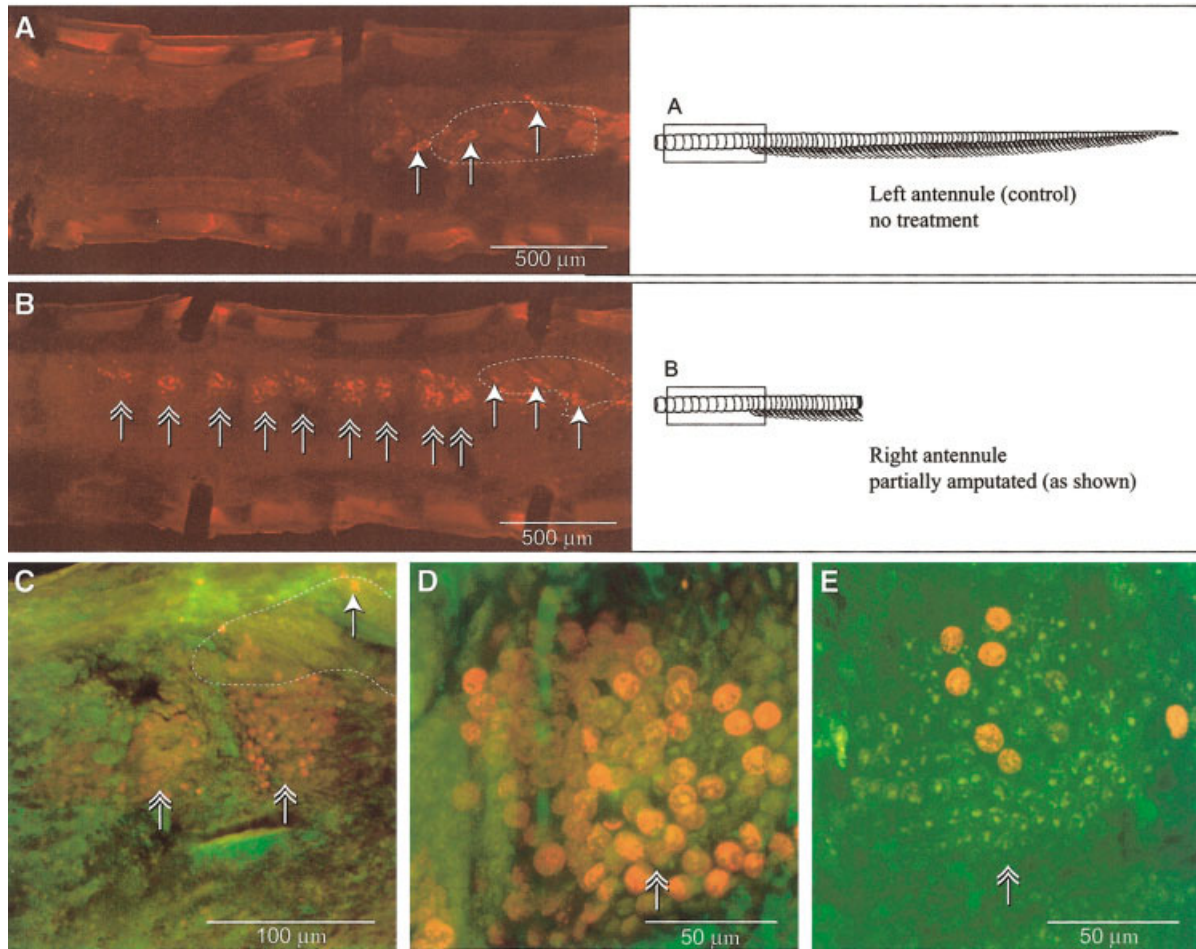 A
500 µm
A
Left antennule (control)
no treatment
B
500 µm
B
Right antennule
partially amputated (as shown)
C
100 µm
D
50 µm
E
50 µm